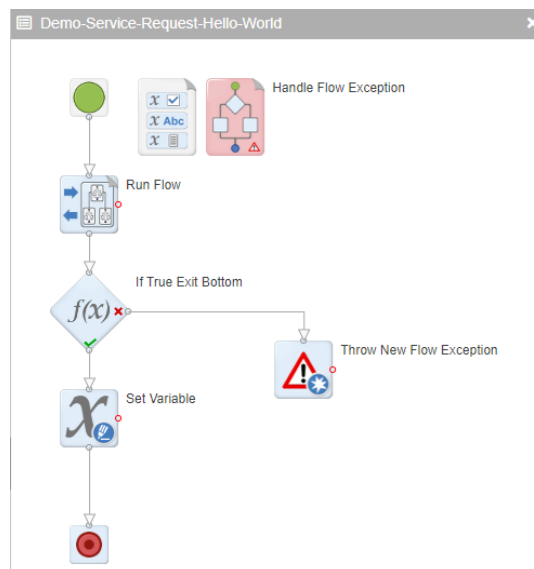 Demo-Service-Request-Hello-World
Handle Flow Exception
x
x Abc
x
Run Flow
If True Exit Bottom
f(x)
Throw New Flow Exception
Set Variable
X